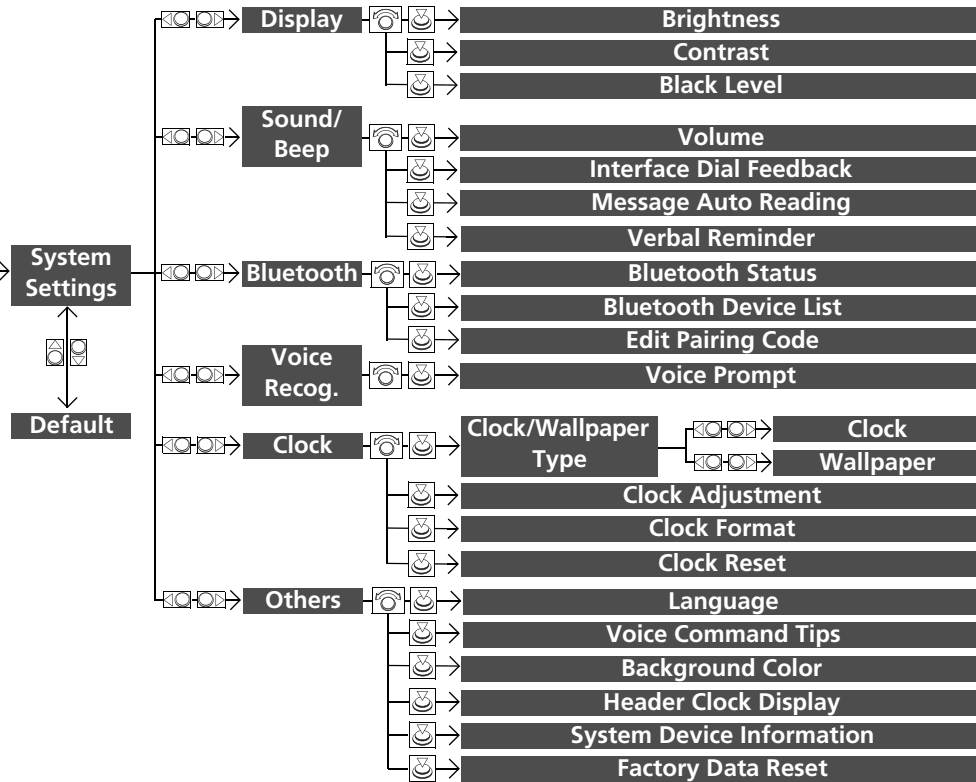 Display
Brightness
Contrast
Black Level
Sound/
Beep
Volume
Interface Dial Feedback
Message Auto Reading
Verbal Reminder
System
Settings
Bluetooth
Bluetooth Status
Bluetooth Device List
Edit Pairing Code
Voice
Recog.
Voice Prompt
Default
Clock
Clock/Wallpaper
Type
Clock
Wallpaper
Clock Adjustment
Clock Format
Clock Reset
Others
Language
Voice Command Tips
Background Color
Header Clock Display
System Device Information
Factory Data Reset